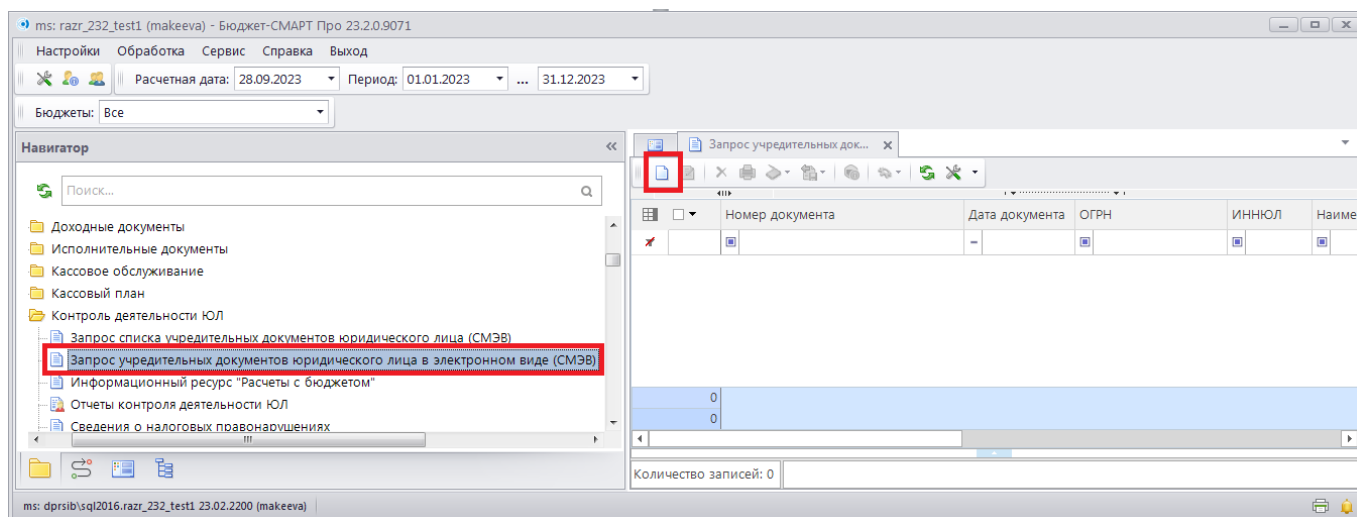 ms: razr_232_test1 (makeeva) - Бюджет-СМАРТ Про 23.2.0.9071
Настройки Обработка Сервис Справка Выход
Расчетная дата: 28.09.2023 Период: 01.01.2023 ... 31.12.2023
Бюджеты: Все
Навигатор
Поиск...
Доходные документы
Исполнительные документы
Кассовое обслуживание
Кассовый план
Контроль деятельности ЮЛ
Запрос списка учредительных документов юридического лица (СМЭВ)
Запрос учредительных документов юридического лица в электронном виде (СМЭВ)
Информационный ресурс "Расчеты с бюджетом"
Отчеты контроля деятельности ЮЛ
Сведения о налоговых правонарушениях
Запрос учредительных док...
Номер документа Дата документа ОГРН ИННЮЛ Наиме
0
0
Количество записей: 0
ms: dprsib\sql2016.razr_232_test1 23.02.2200 (makeeva)